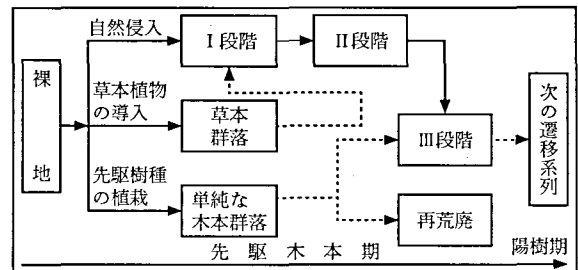 自然侵入
Ⅰ段階
Ⅱ段階
裸
地
草本植物
の導入
草本
群落
Ⅲ段階
次の遷移系列
先駆樹種
の植栽
単純な
木本群落
再荒廃
先駆木本期
陽樹期